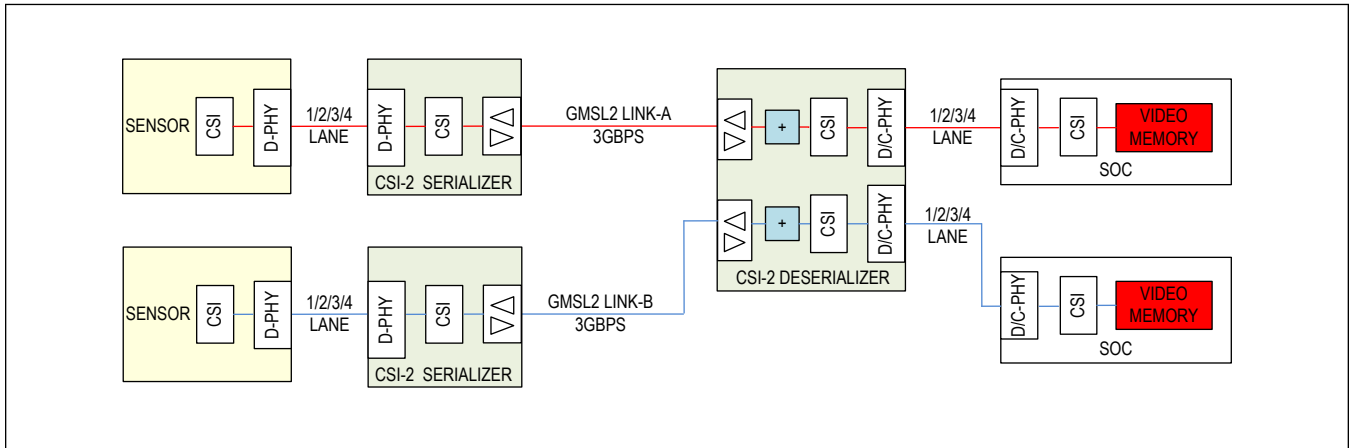 SENSOR
CSI
D-PHY
1/2/3/4
LANE
D-PHY
CSI
CSI-2 SERIALIZER
GMSL2 LINK-A
3GBPS
+
CSI
D/C-PHY
1/2/3/4
LANE
D/C-PHY
CSI
VIDEO
MEMORY
SOC
SENSOR
CSI
D-PHY
1/2/3/4
LANE
D-PHY
CSI
CSI-2 SERIALIZER
GMSL2 LINK-B
3GBPS
+
CSI
D/C-PHY
CSI-2 DESERIALIZER
1/2/3/4
LANE
D/C-PHY
CSI
VIDEO
MEMORY
SOC